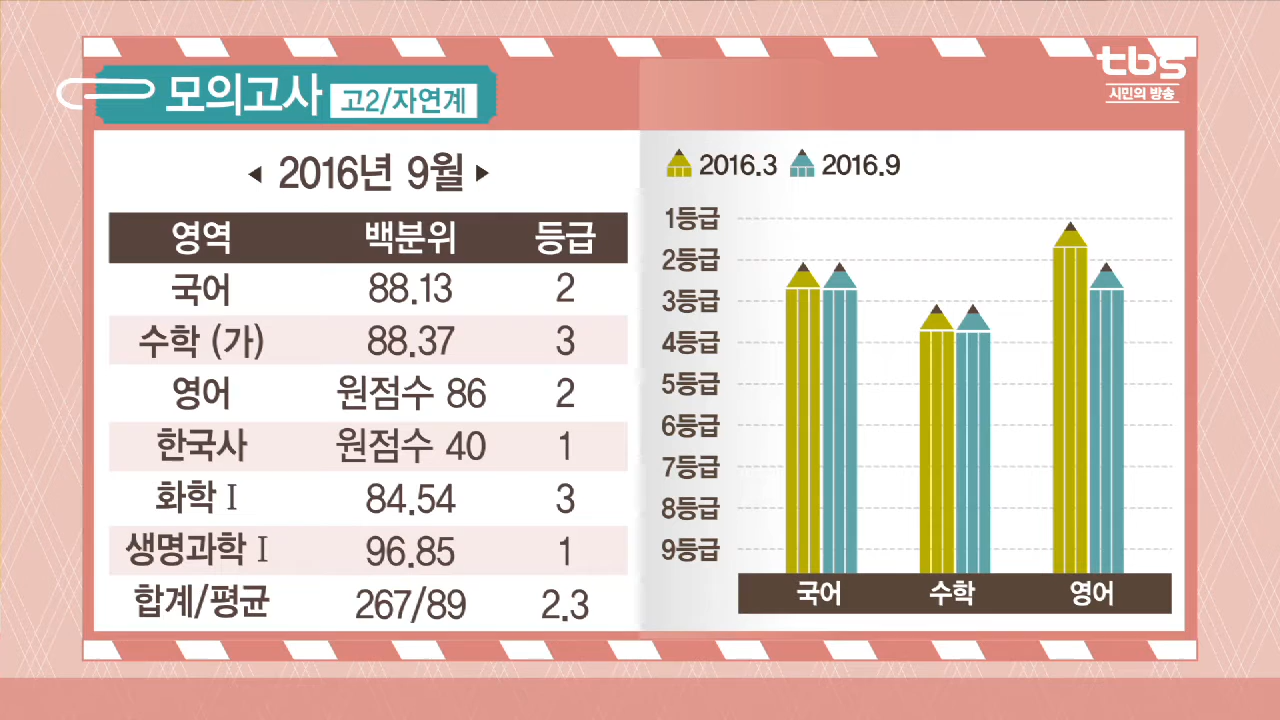 모의고사 고2/자연계
tbs
시민의 방송
◀ 2016년 9월 ▶
영역 백분위 등급
국어 88.13 2
수학 (가) 88.37 3
영어 원점수 86 2
한국사 원점수 40 1
화학 I 84.54 3
생명과학 I 96.85 1
합계/평균 267/89 2.3
2016.3 2016.9
1등급
2등급
3등급
4등급
5등급
6등급
7등급
8등급
9등급
국어 수학 영어